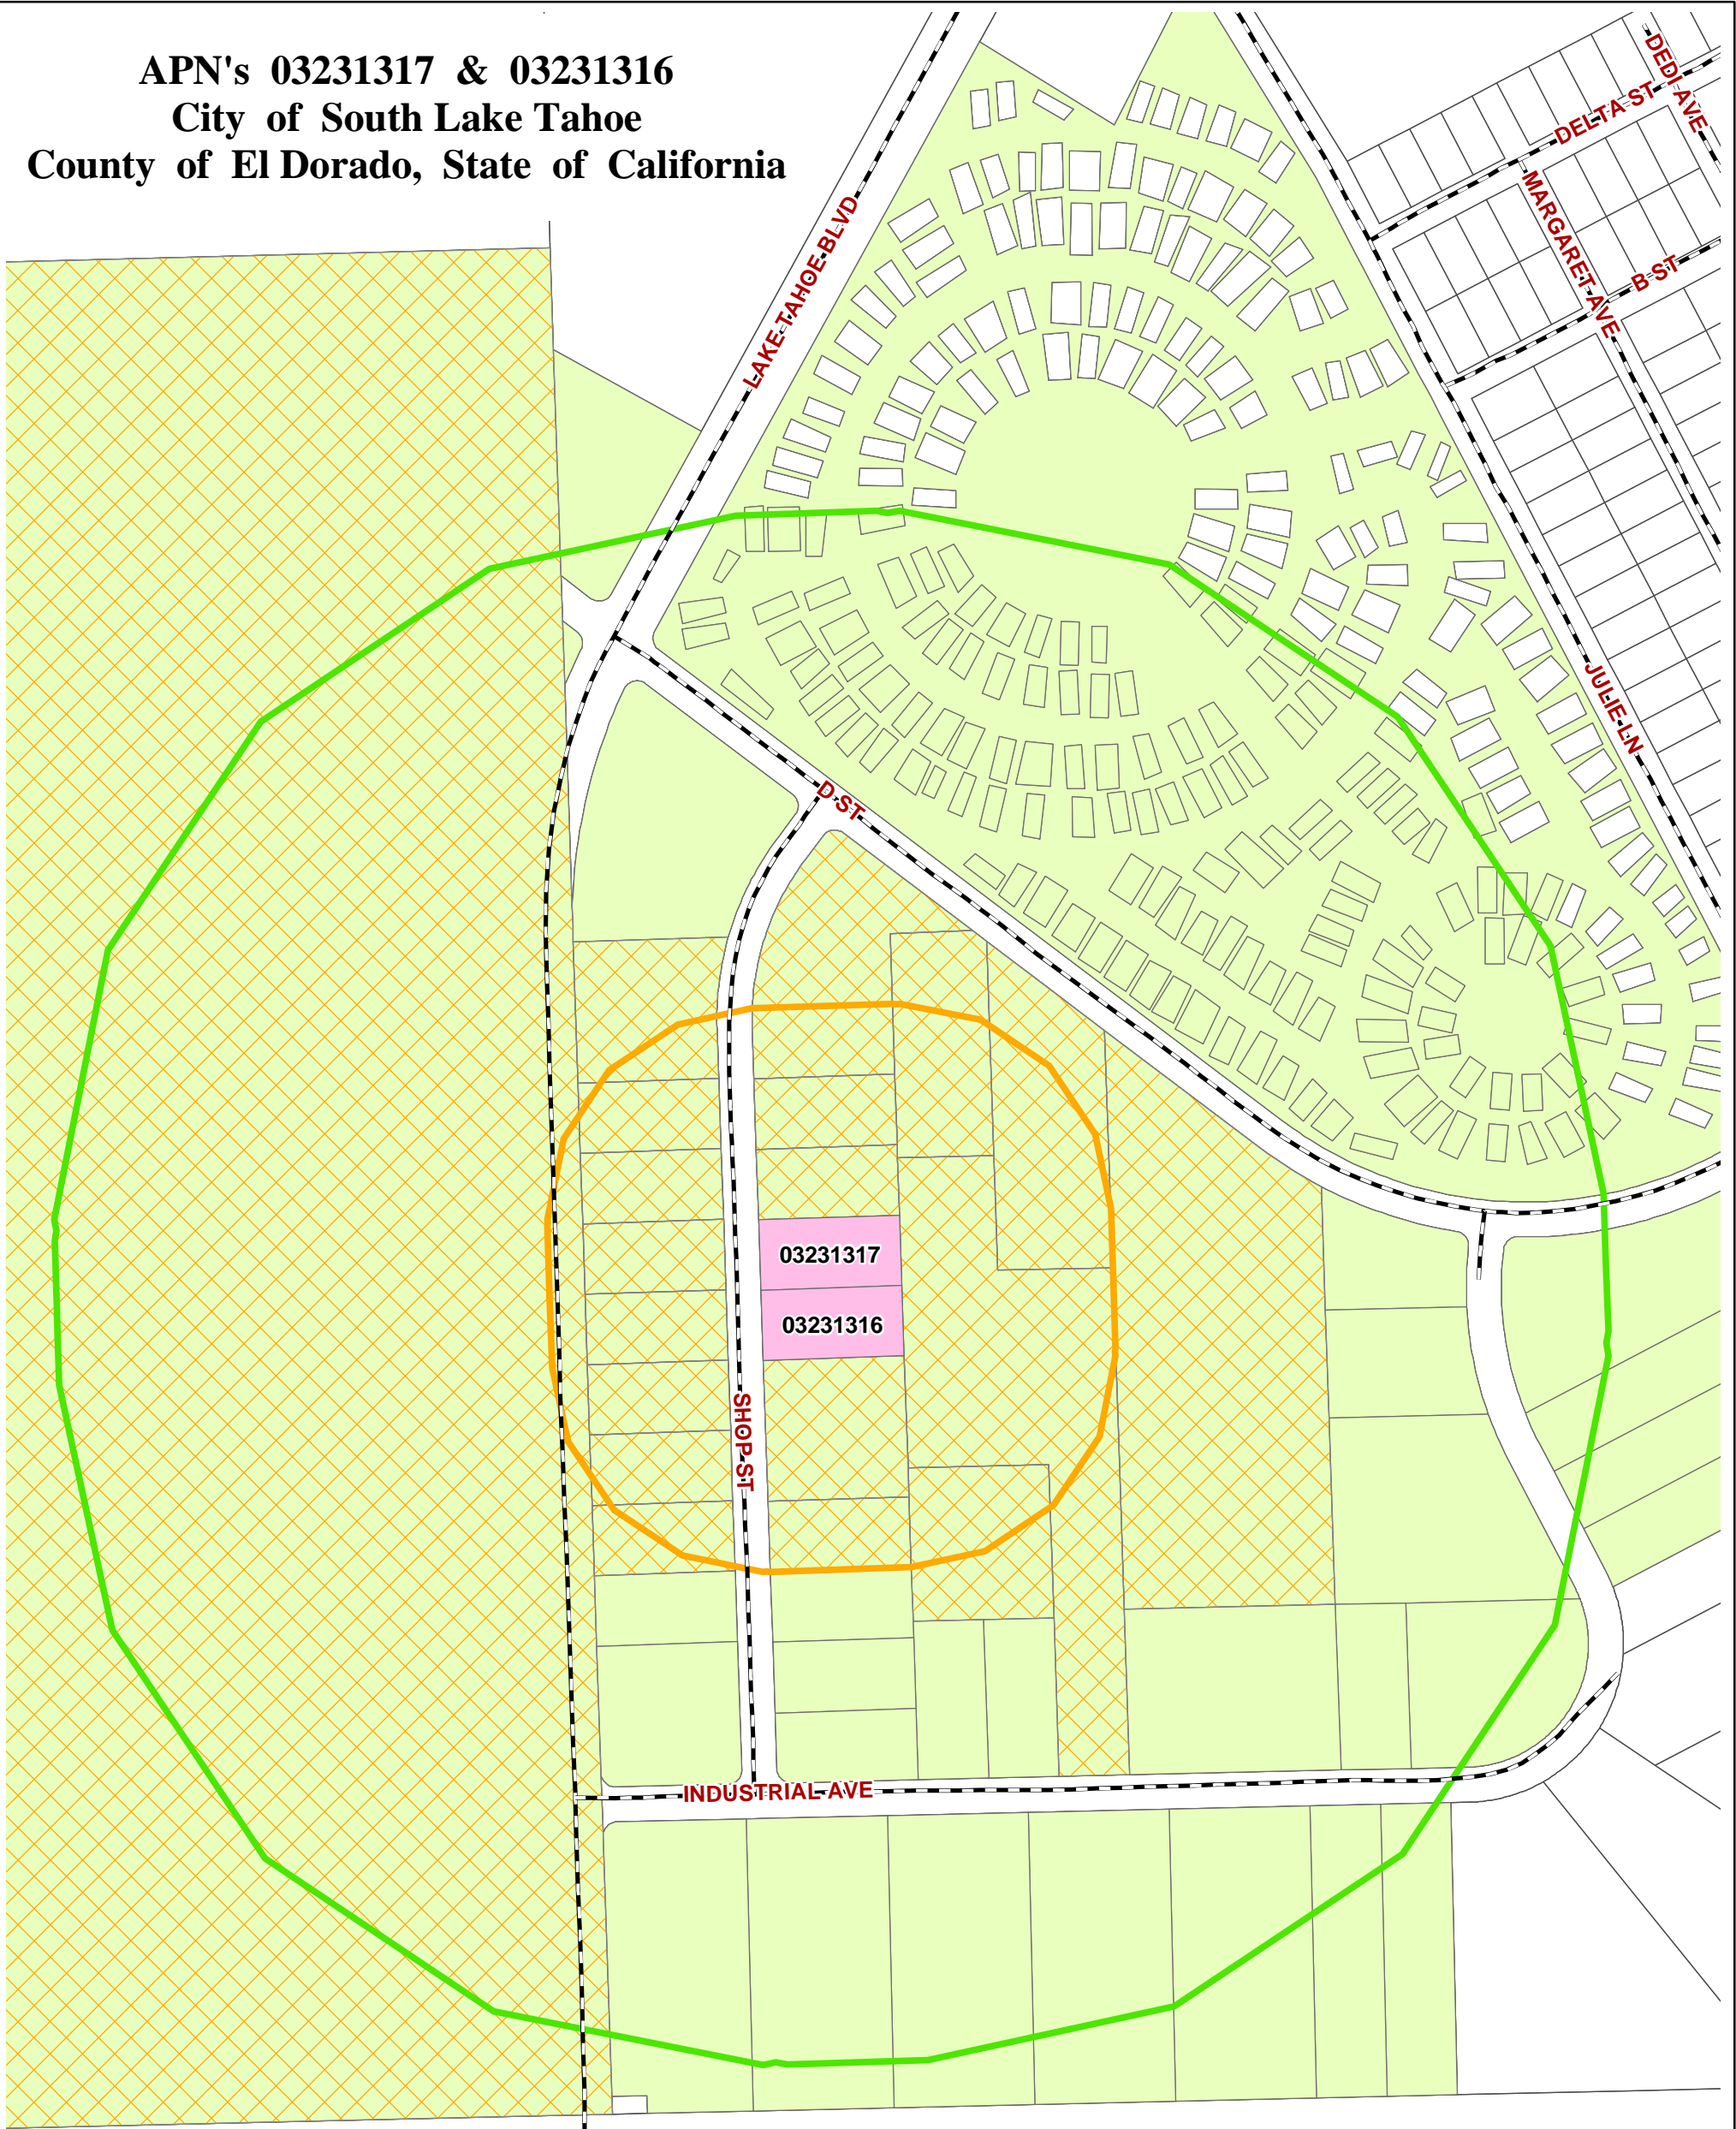 APN's 03231317 & 03231316
City of South Lake Tahoe
County of El Dorado, State of California
DEDI AVE
DELTA ST
MARGARET AVE
B ST
LAKE TAHOE BLVD
JULIE LN
D ST
03231317
03231316
SHOP ST
INDUSTRIAL AVE